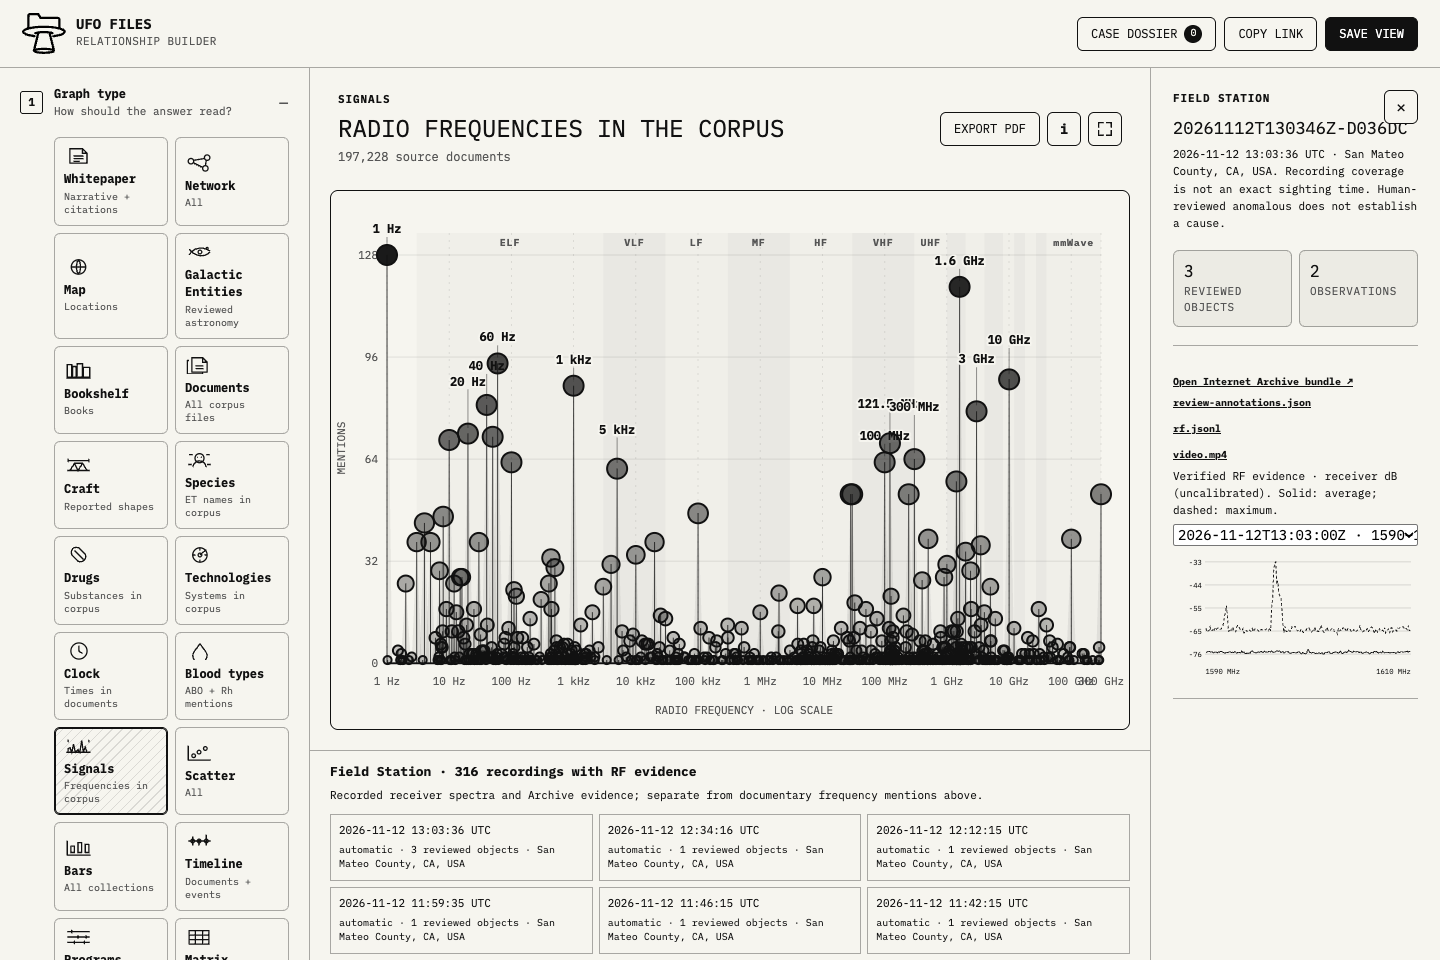 UFO FILES
RELATIONSHIP BUILDER
CASE DOSSIER 0
COPY LINK
SAVE VIEW
1
Graph type
How should the answer read?
Whitepaper
Narrative +
citations
Network
All
Map
Locations
Galactic
Entities
Reviewed
astronomy
Bookshelf
Books
Documents
All corpus
files
Craft
Reported shapes
Species
ET names in
corpus
Drugs
Substances in
corpus
Technologies
Systems in
corpus
Clock
Times in
documents
Blood types
ABO + Rh
mentions
Signals
Frequencies in
corpus
Scatter
All
Bars
All collections
Timeline
Documents +
events
Programs
Matrix
SIGNALS
RADIO FREQUENCIES IN THE CORPUS
197,228 source documents
EXPORT PDF
i
1 Hz
ELF
VLF
LF
MF
HF
VHF
UHF
mmWave
128
1.6 GHz
60 Hz
10 GHz
96
40 Hz
1 kHz
3 GHz
20 Hz
300 MHz
5 kHz
100 MHz
MENTIONS
64
32
0
1 Hz
10 Hz
100 Hz
1 kHz
10 kHz
100 kHz
1 MHz
10 MHz
100 MHz
1 GHz
10 GHz
300 GHz
RADIO FREQUENCY · LOG SCALE
Field Station · 316 recordings with RF evidence
Recorded receiver spectra and Archive evidence; separate from documentary frequency mentions above.
2026-11-12 13:03:36 UTC
automatic · 3 reviewed objects · San
Mateo County, CA, USA
2026-11-12 12:34:16 UTC
automatic · 1 reviewed objects · San
Mateo County, CA, USA
2026-11-12 12:12:15 UTC
automatic · 1 reviewed objects · San
Mateo County, CA, USA
2026-11-12 11:59:35 UTC
automatic · 1 reviewed objects · San
Mateo County, CA, USA
2026-11-12 11:46:15 UTC
automatic · 1 reviewed objects · San
Mateo County, CA, USA
2026-11-12 11:42:15 UTC
automatic · 1 reviewed objects · San
Mateo County, CA, USA
FIELD STATION
×
20261112T130346Z-D036DC
2026-11-12 13:03:36 UTC · San Mateo
County, CA, USA. Recording coverage
is not an exact sighting time. Human-
reviewed anomalous does not establish
a cause.
3
REVIEWED
OBJECTS
2
OBSERVATIONS
Open Internet Archive bundle ↗
review-annotations.json
rf.jsonl
video.mp4
Verified RF evidence · receiver dB
(uncalibrated). Solid: average;
dashed: maximum.
2026-11-12T13:03:00Z · 1590
-33
-44
-55
-65
-76
1590 MHz
1610 MHz